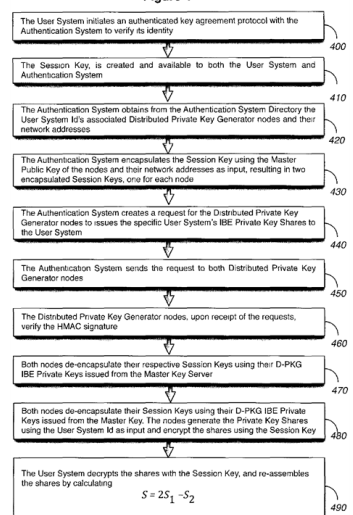 The User System initiates an authenticated key agreement protocol with the
Authentication System to verify its identity
400
The Session Key, is created and available to both the User System and
Authentication System
410
The Authentication System obtains from the Authentication System Directory the
User System Id's associated Distributed Private Key Generator nodes and their
network addresses
420
The Authentication System encapsulates the Session Key using the Master
Public Key of the nodes and their network addresses as input, resulting in two
encapsulated Session Keys, one for each node
430
The Authentication System creates a request for the Distributed Private Key
Generator nodes to issues the specific User System's IBE Private Key Shares to
the User System
440
The Authentication System sends the request to both Distributed Private Key
Generator nodes
450
The Distributed Private Key Generator nodes, upon receipt of the requests,
verify the HMAC signature
460
Both nodes de-encapsulate their respective Session Keys using their D-PKG
IBE Private Keys issued from the Master Key Server
470
Both nodes de-encapsulate their Session Keys using their D-PKG IBE Private
Keys issued from the Master Key. The nodes generate the Private Key Shares
using the User System Id as input and encrypt the shares using the Session Key
480
The User System decrypts the shares with the Session Key, and re-assembles
the shares by calculating
S = 2S₁ -S₂
490